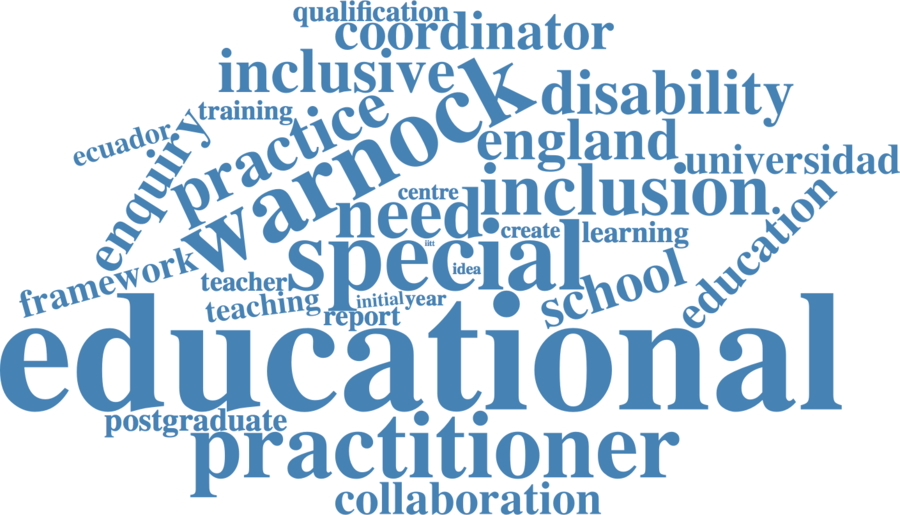 qualification
coordinator
inclusive
warnock
disability
training
practice
ecuador
enquiry
england
universidad
centre
inclusion
need
create
learning
education
iitt
special
idea
framework
teacher
school
teaching
initial
year
report
educational
postgraduate
practitioner
collaboration